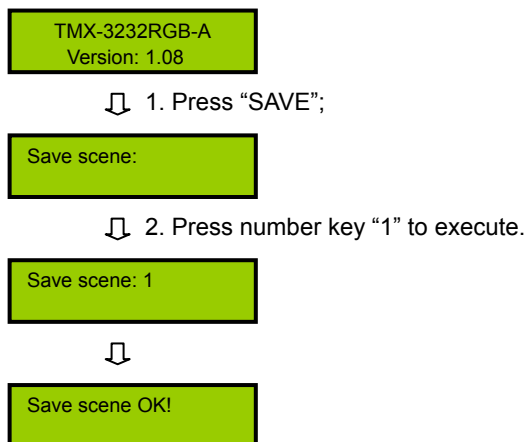 TMX-3232RGB-A
Version: 1.08
1. Press “SAVE”;
Save scene:
2. Press number key “1” to execute.
Save scene: 1
Save scene OK!